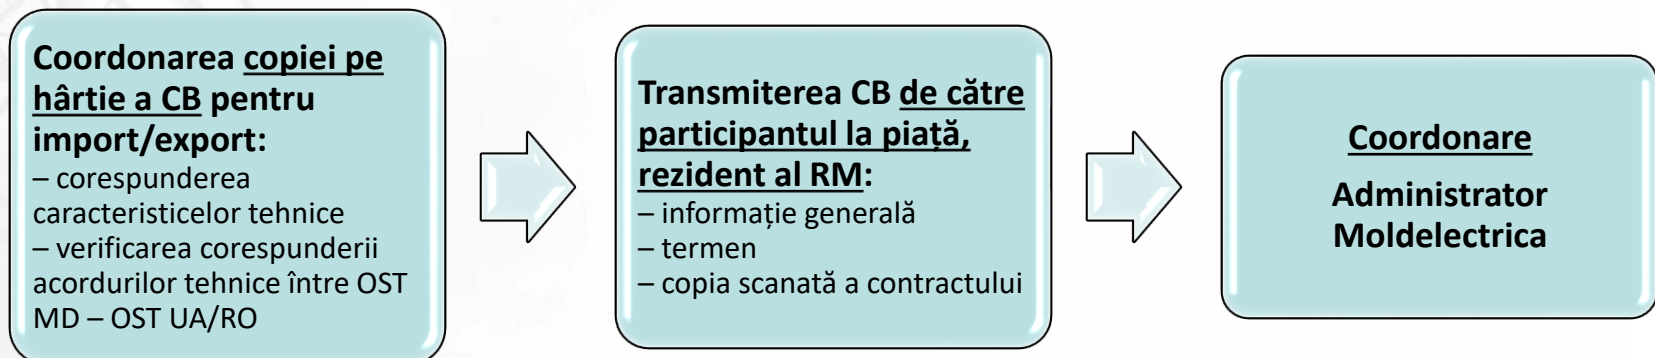 Coordonarea copiei pe
hârtie a CB pentru
import/export:
– corespunderea
caracteristicelor tehnice
– verificarea corespunderii
acordurilor tehnice între OST
MD – OST UA/RO
Transmiterea CB de către
participantul la piață,
rezident al RM:
– informație generală
– termen
– copia scanată a contractului
Coordonare
Administrator
Moldelectrica